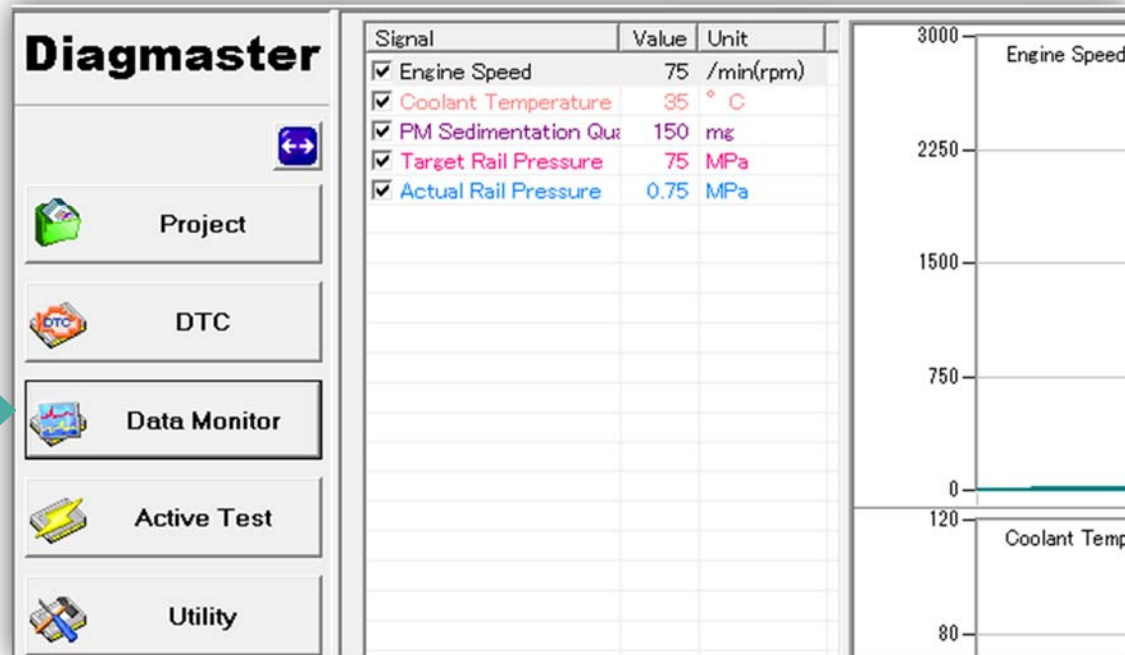 Diagmaster
Project
DTC
DTC
Data Monitor
Active Test
Utility
Signal Value Unit
Engine Speed 75 /min(rpm)
Coolant Temperature 35 ° C
PM Sedimentation Qua 150 mg
Target Rail Pressure 75 MPa
Actual Rail Pressure 0.75 MPa
3000
Engine Speed
2250
1500
750
0
120
Coolant Temp
80